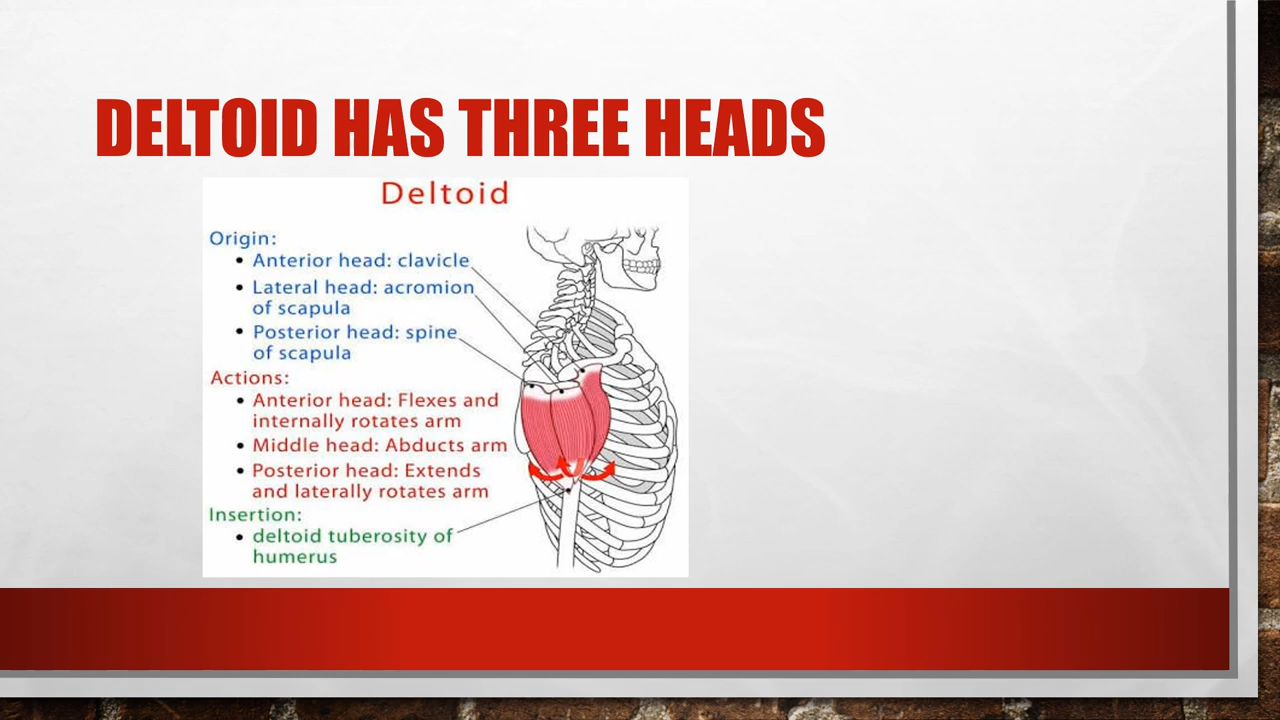 DELTOID HAS THREE HEADS
Deltoid
Origin:
• Anterior head: clavicle
• Lateral head: acromion
of scapula
• Posterior head: spine
of scapula
Actions:
• Anterior head: Flexes and
internally rotates arm
• Middle head: Abducts arm
• Posterior head: Extends
and laterally rotates arm
Insertion:
• deltoid tuberosity of
humerus